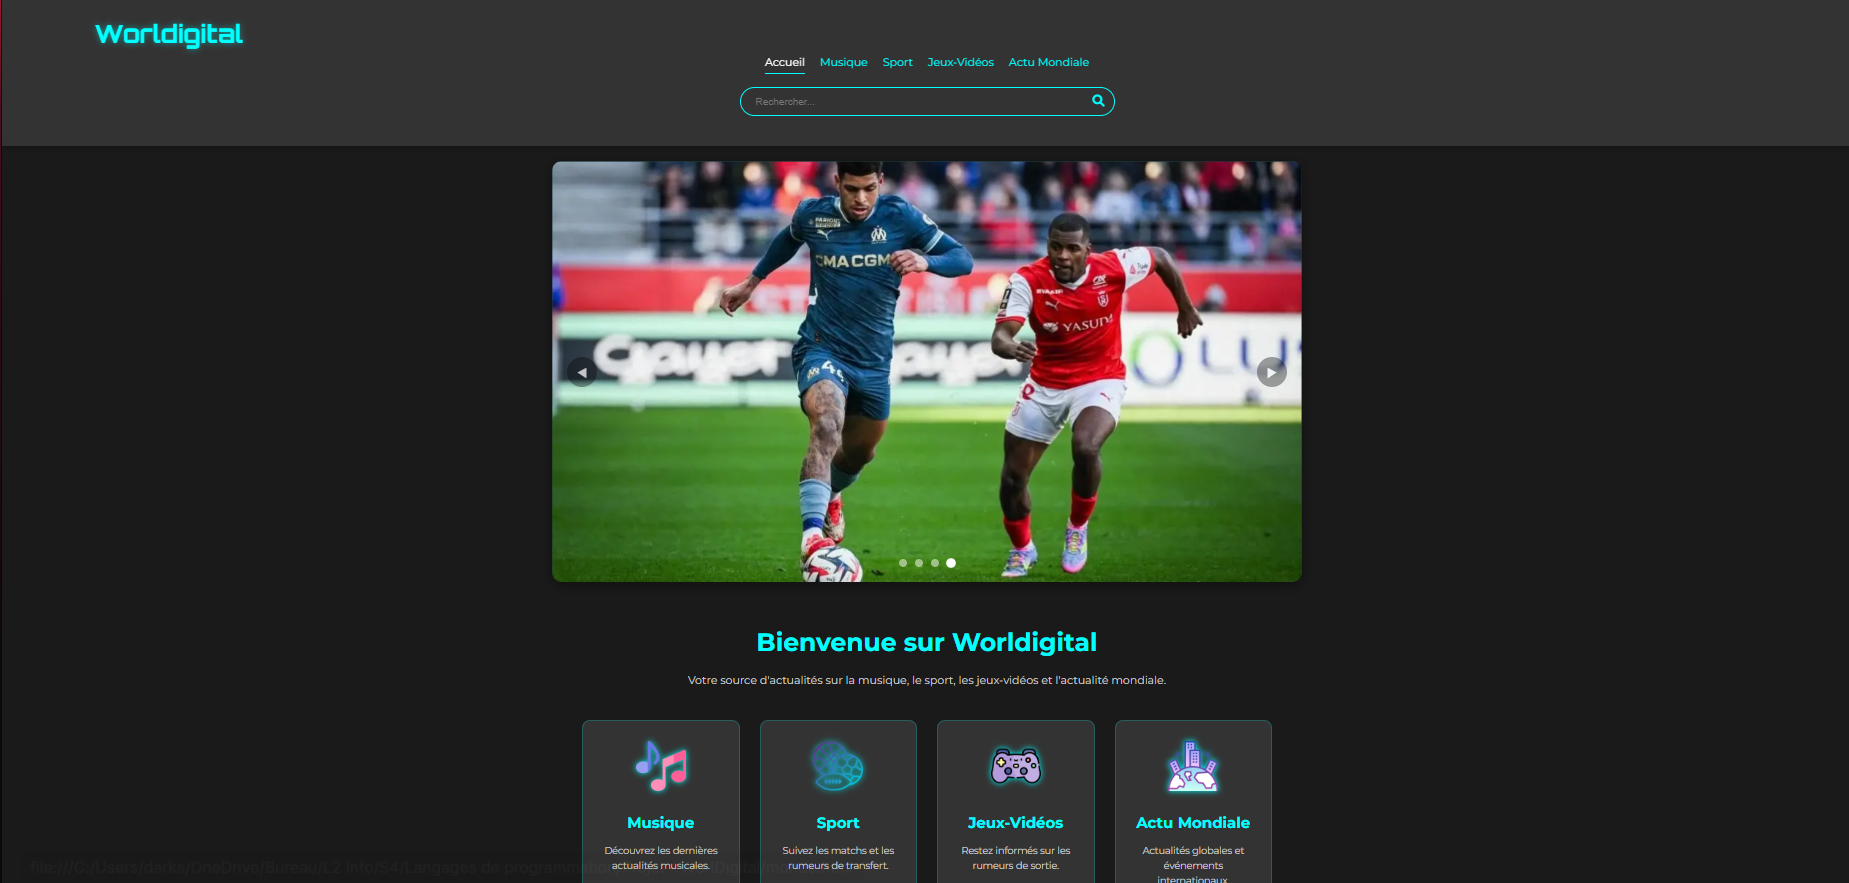 Worldigital
Accueil Musique Sport Jeux-Vidéos Actu Mondiale
Rechercher...
CMA CGM
YASUDA
◀ ▶
Bienvenue sur Worldigital
Votre source d'actualités sur la musique, le sport, les jeux-vidéos et l'actualité mondiale.
Musique
Découvrez les dernières
actualités musicales.
Sport
Suivez les matchs et les
rumeurs de transfert.
Jeux-Vidéos
Restez informés sur les
rumeurs de sortie.
Actu Mondiale
Actualités globales et
événements
internationaux
file:///C:/Users/darks/OneDrive/Bureau/L2 Info/S4/Langages de programmation